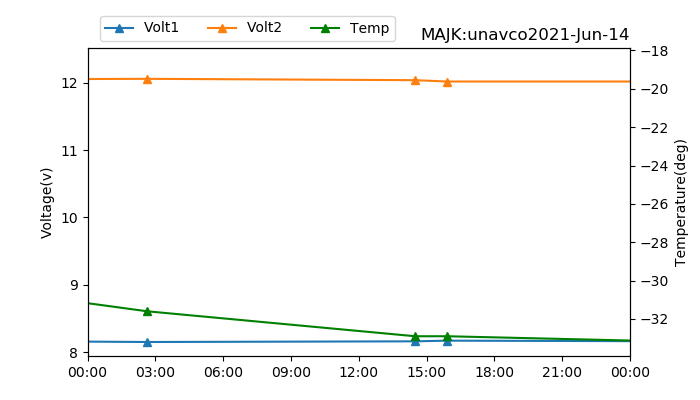 Volt1 Volt2 Temp
MAJK:unavco2021-Jun-14
12
11
10
9
8
Voltage(v)
−18
−20
−22
−24
−26
−28
−30
−32
Temperature(deg)
00:00 03:00 06:00 09:00 12:00 15:00 18:00 21:00 00:00